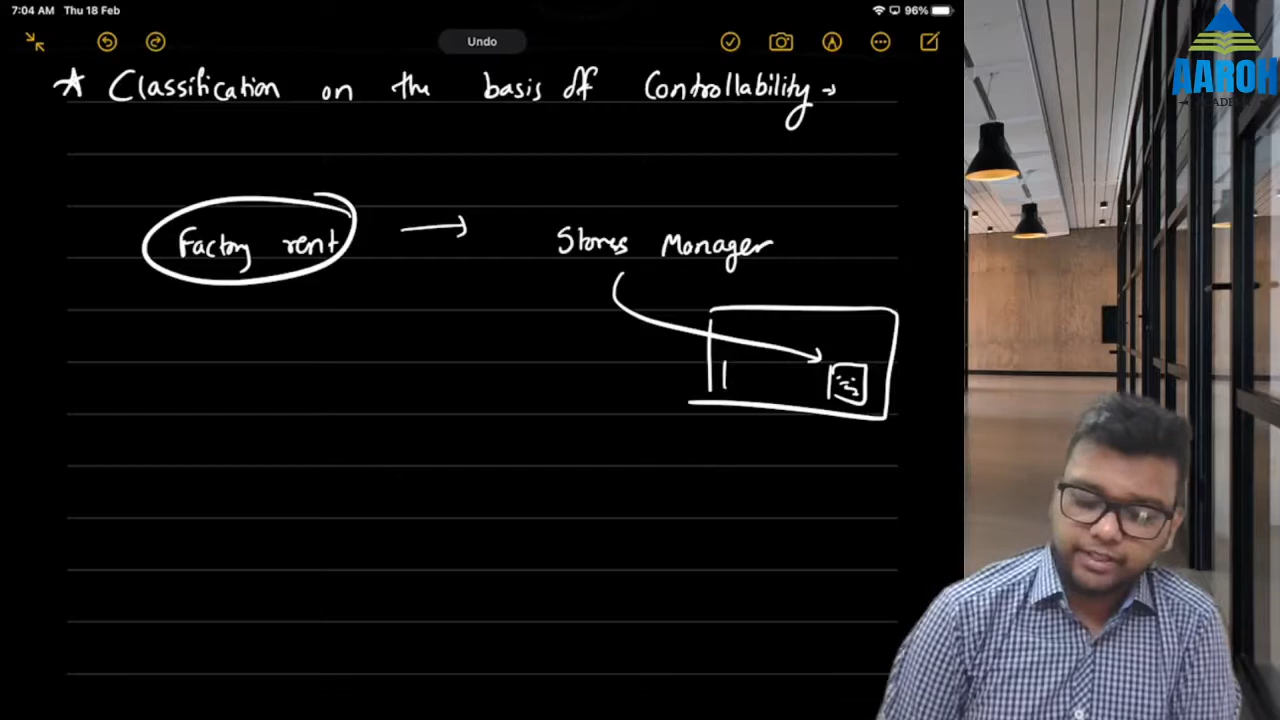 7:04 AM Thu 18 Feb
96%
Undo
AAROH
Classification on the basis of Controllability
Factory rent
Stores Manager